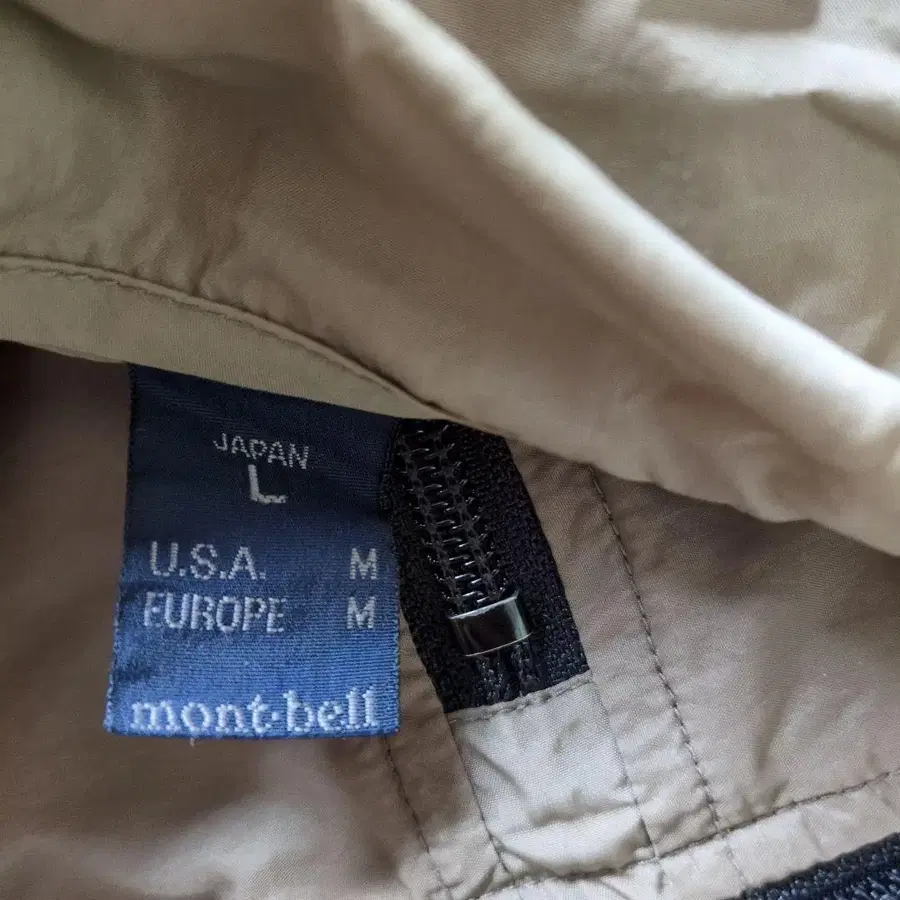 JAPAN
L
U.S.A. M
EUROPE M
mont-bell